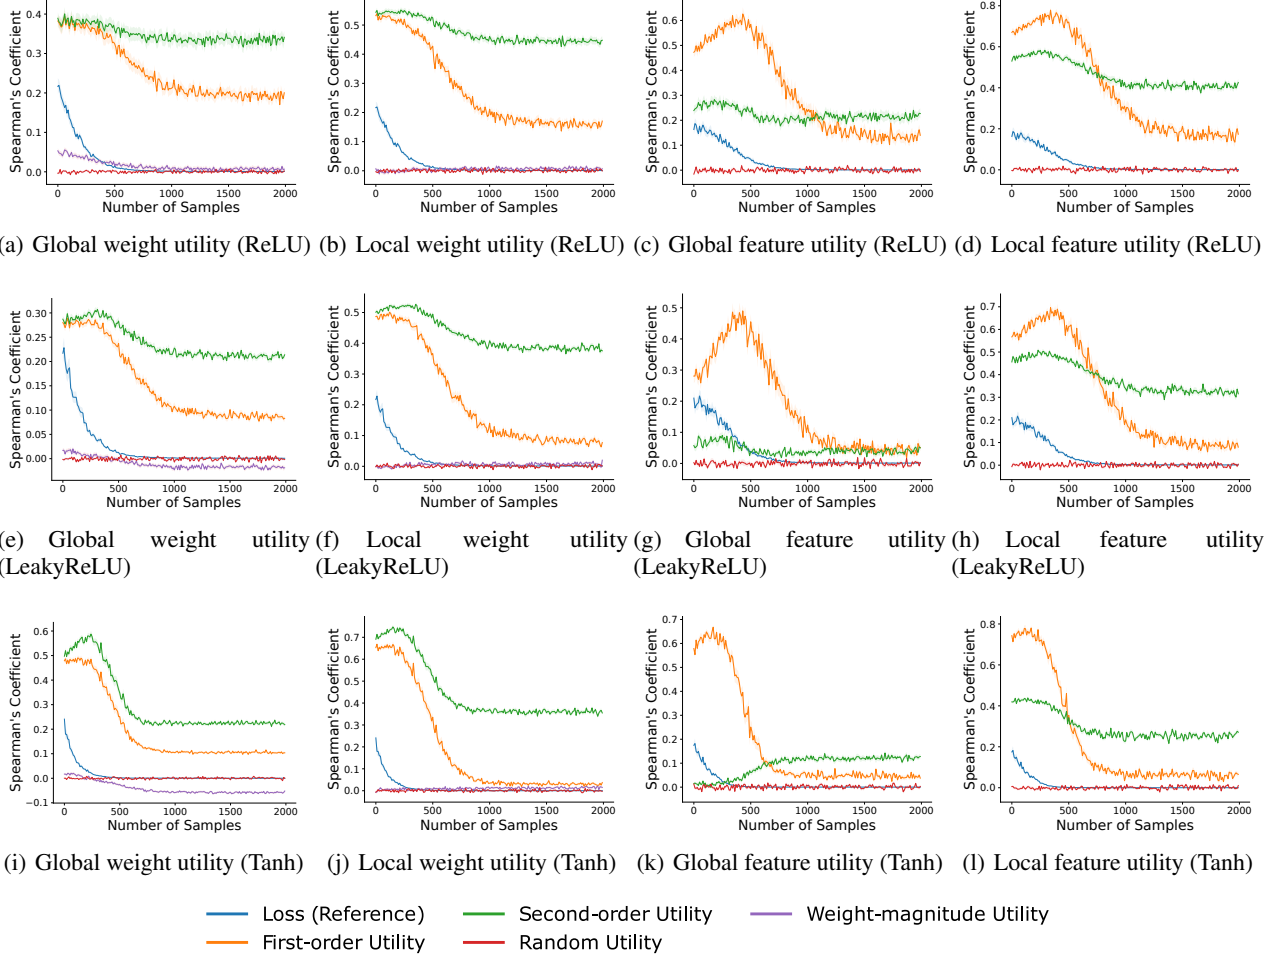 0.4
0.3
0.2
0.1
0.0
Spearman's Coefficient
0 500 1000 1500 2000
Number of Samples
0.5
0.4
0.3
0.2
0.1
0.0
Spearman's Coefficient
0 500 1000 1500 2000
Number of Samples
0.6
0.5
0.4
0.3
0.2
0.1
0.0
Spearman's Coefficient
0 500 1000 1500 2000
Number of Samples
0.8
0.6
0.4
0.2
0.0
Spearman's Coefficient
0 500 1000 1500 2000
Number of Samples
(a) Global weight utility (ReLU) (b) Local weight utility (ReLU) (c) Global feature utility (ReLU) (d) Local feature utility (ReLU)
0.30
0.25
0.20
0.15
0.10
0.05
0.00
Spearman's Coefficient
0 500 1000 1500 2000
Number of Samples
0.5
0.4
0.3
0.2
0.1
0.0
Spearman's Coefficient
0 500 1000 1500 2000
Number of Samples
0.5
0.4
0.3
0.2
0.1
0.0
Spearman's Coefficient
0 500 1000 1500 2000
Number of Samples
0.7
0.6
0.5
0.4
0.3
0.2
0.1
0.0
Spearman's Coefficient
0 500 1000 1500 2000
Number of Samples
(e) Global weight utility (f) Local weight utility (g) Global feature utility (h) Local feature utility
(LeakyReLU) (LeakyReLU) (LeakyReLU) (LeakyReLU)
0.6
0.5
0.4
0.3
0.2
0.1
0.0
−0.1
Spearman's Coefficient
0 500 1000 1500 2000
Number of Samples
0.7
0.6
0.5
0.4
0.3
0.2
0.1
0.0
Spearman's Coefficient
0 500 1000 1500 2000
Number of Samples
0.7
0.6
0.5
0.4
0.3
0.2
0.1
0.0
Spearman's Coefficient
0 500 1000 1500 2000
Number of Samples
0.8
0.6
0.4
0.2
0.0
Spearman's Coefficient
0 500 1000 1500 2000
Number of Samples
(i) Global weight utility (Tanh) (j) Local weight utility (Tanh) (k) Global feature utility (Tanh) (l) Local feature utility (Tanh)
Loss (Reference) Second-order Utility Weight-magnitude Utility
First-order Utility Random Utility